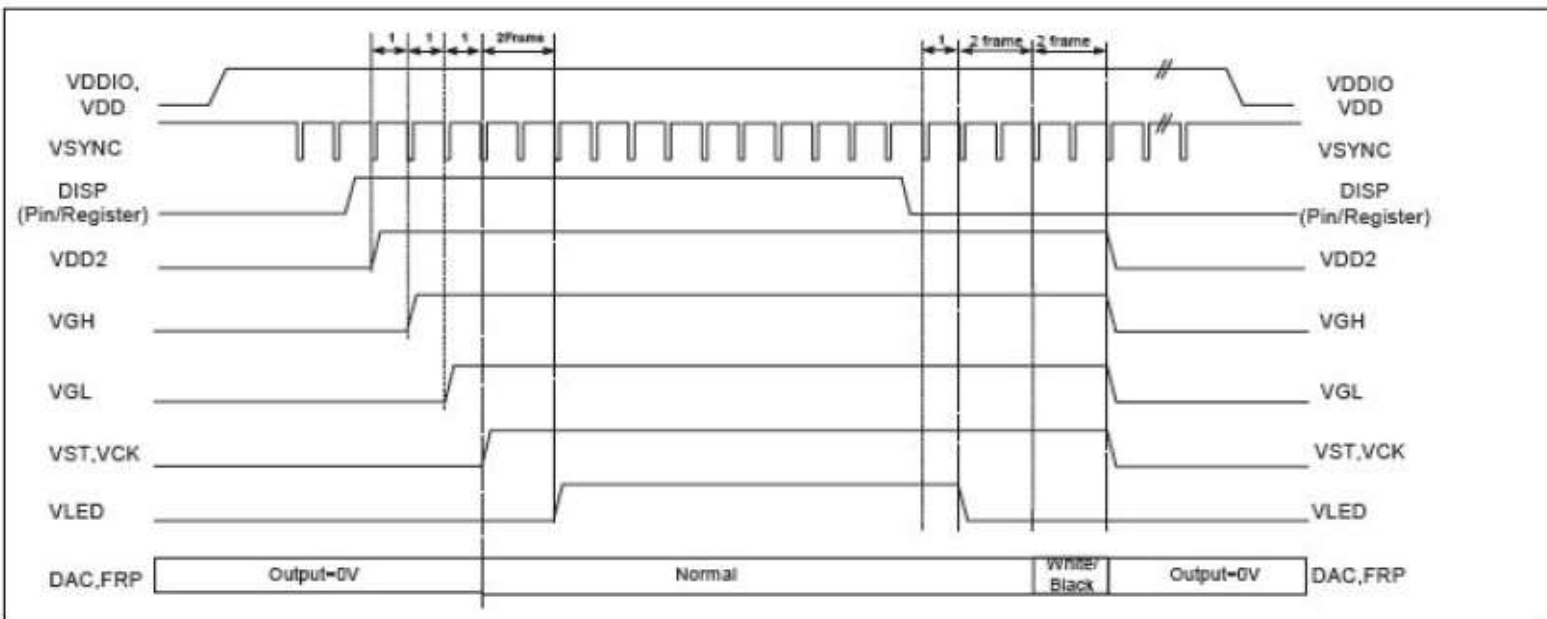 1 1 1 2Frame 1 2 frame 2 frame
VDDIO, VDDIO
VDD VDD
VSYNC VSYNC
DISP DISP
(Pin/Register) (Pin/Register)
VDD2 VDD2
VGH VGH
VGL VGL
VST,VCK VST,VCK
VLED VLED
DAC,FRP Output=0V Normal White/ Output=0V DAC,FRP
Black